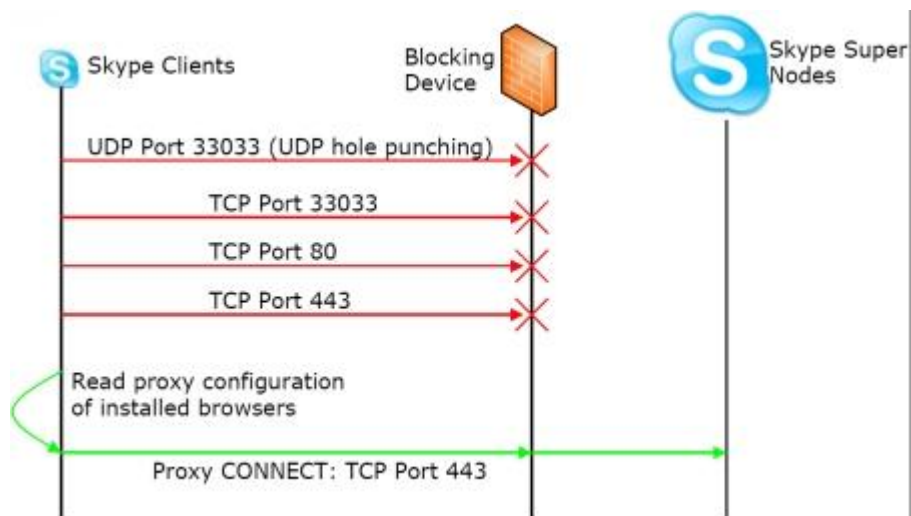 Skype Clients
Blocking
Device
Skype Super
Nodes
UDP Port 33033 (UDP hole punching)
TCP Port 33033
TCP Port 80
TCP Port 443
Read proxy configuration
of installed browsers
Proxy CONNECT: TCP Port 443